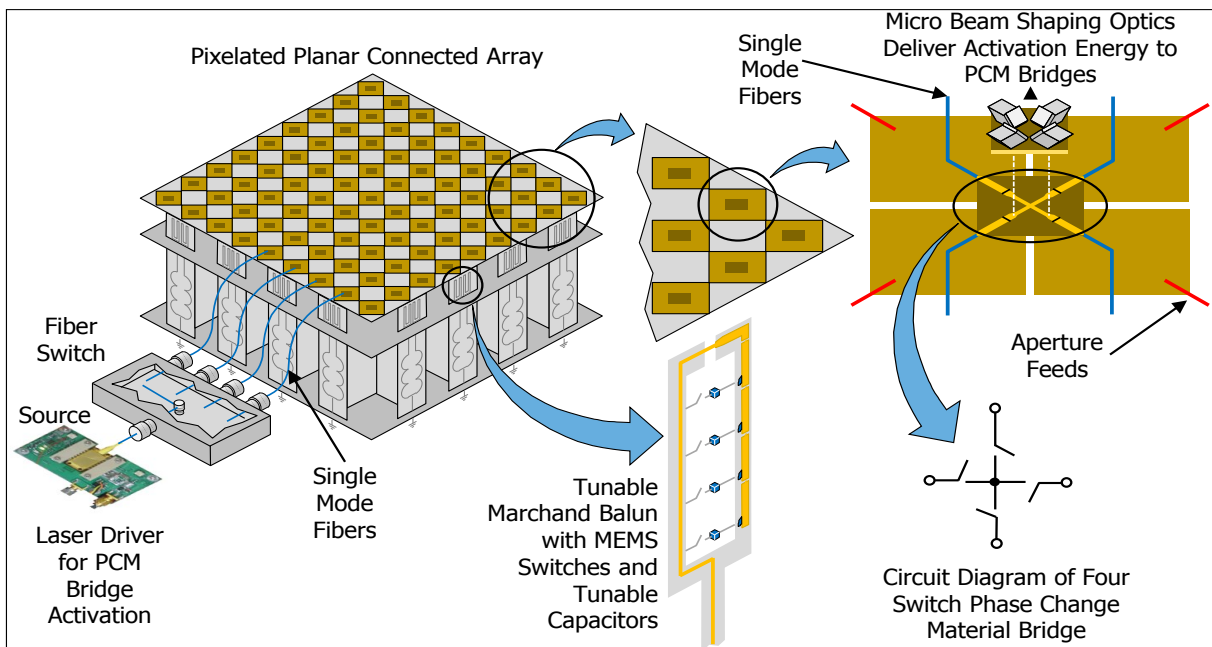 Pixelated Planar Connected Array
Single
Mode
Fibers
Micro Beam Shaping Optics
Deliver Activation Energy to
PCM Bridges
Fiber
Switch
Source
Laser Driver
for PCM
Bridge
Activation
Single
Mode
Fibers
Tunable
Marchand Balun
with MEMS
Switches and
Tunable
Capacitors
Aperture
Feeds
Circuit Diagram of Four
Switch Phase Change
Material Bridge